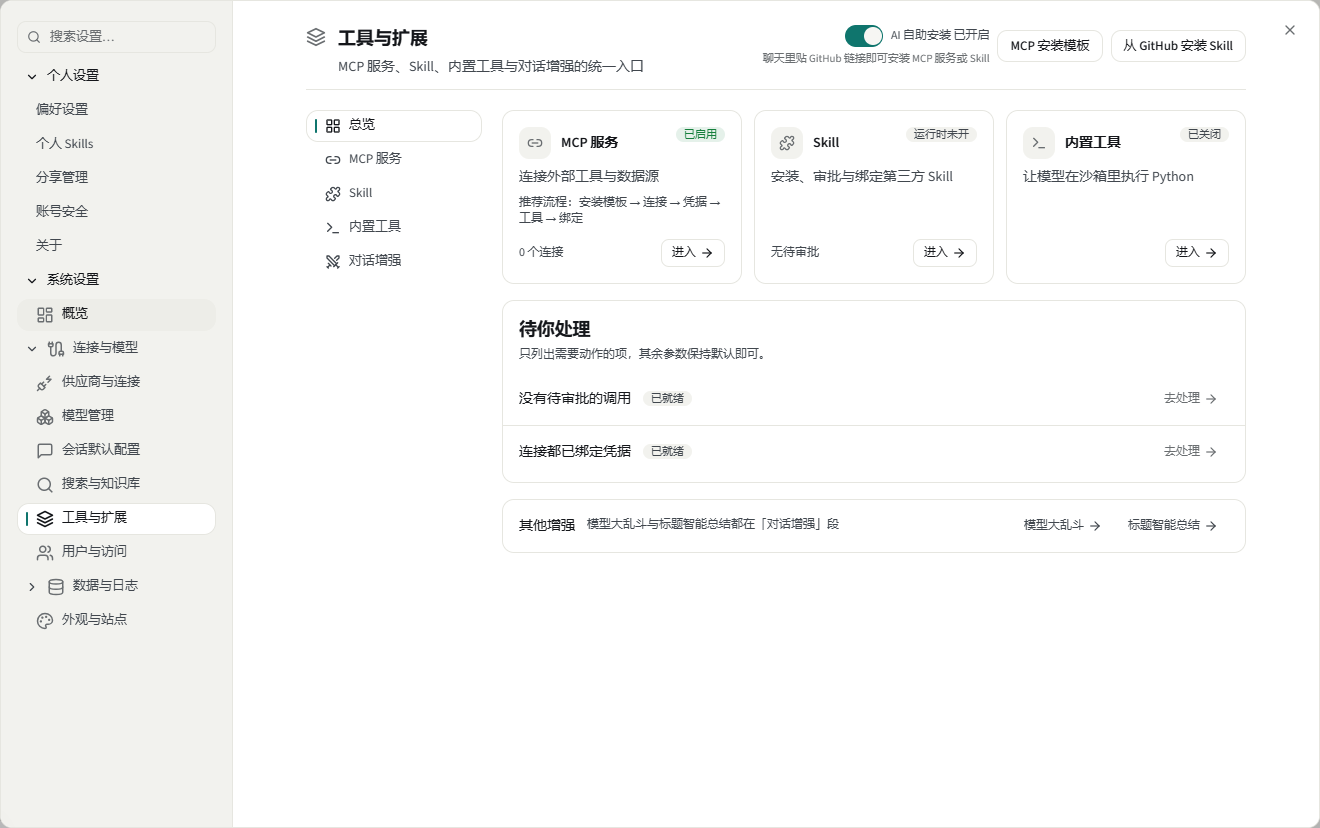 搜索设置…
个人设置
偏好设置
个人 Skills
分享管理
账号安全
关于
系统设置
概览
连接与模型
供应商与连接
模型管理
会话默认配置
搜索与知识库
工具与扩展
用户与访问
数据与日志
外观与站点
工具与扩展
MCP 服务、Skill、内置工具与对话增强的统一入口
AI 自助安装 已开启
聊天里贴 GitHub 链接即可安装 MCP 服务或 Skill
MCP 安装模板
从 GitHub 安装 Skill
总览
MCP 服务
Skill
内置工具
对话增强
MCP 服务
已启用
连接外部工具与数据源
推荐流程：安装模板 → 连接 → 凭据 →
工具 → 绑定
0 个连接
进入 →
Skill
运行时未开
安装、审批与绑定第三方 Skill
无待审批
进入 →
内置工具
已关闭
让模型在沙箱里执行 Python
进入 →
待你处理
只列出需要动作的项，其余参数保持默认即可。
没有待审批的调用 已就绪 去处理 →
连接都已绑定凭据 已就绪 去处理 →
其他增强 模型大乱斗与标题智能总结都在「对话增强」段 模型大乱斗 → 标题智能总结 →